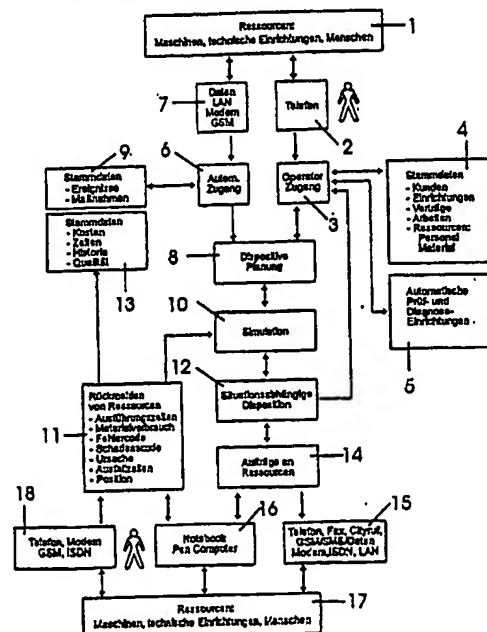 Ressourcen:
Maschinen, technische Einrichtungen, Menschen
1
Daten
LAN
Modem
GSM
7
Telefon
2
9
6
4
Stammdaten
- Ereignisse
- Maßnahmen
Autom.
Zugang
Operator
Zugang
3
Stammdaten
- Kunden
- Einrichtungen
- Verträge
- Arbeiten
- Ressourcen:
Personal
Material
Stammdaten
- Kosten
- Zeiten
- Historie
- Qualität
13
8
Dispositive
Planung
Automatische
Prüf- und
Diagnose-
Einrichtungen
5
10
Simulation
12
Situationsabhängige
Disposition
11
Rückmelden
von Ressourcen
- Ausführungszeiten
- Materialverbrauch
- Fehlercode
- Schadenscode
- Ursache
- Ausfallzeiten
- Position
Aufträge an
Ressourcen
14
18
16
15
Telefon, Modem
GSM, ISDN
Notebook
Pen Computer
Telefon, Fax, Cityruf,
GSM/SMS/Daten
Modem, ISDN, LAN
Ressourcen:
Maschinen, technische Einrichtungen, Menschen
17